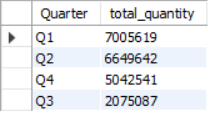 Quarter total_quantity
Q1 7005619
Q2 6649642
Q4 5042541
Q3 2075087